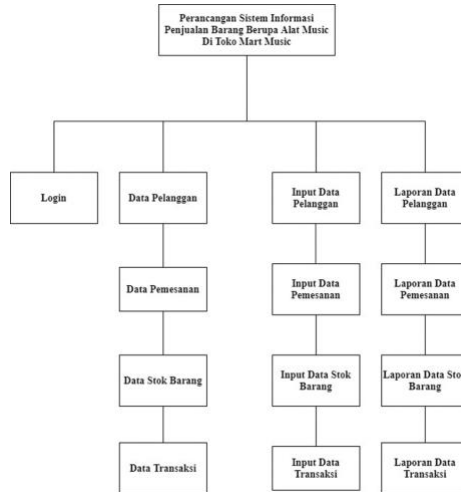 Perancangan Sistem Informasi
Penjualan Barang Berupa Alat Music
Di Toko Mart Music
Login
Data Pelanggan
Input Data
Pelanggan
Laporan Data
Pelanggan
Data Pemesanan
Input Data
Pemesanan
Laporan Data
Pemesanan
Data Stok Barang
Input Data Stok
Barang
Laporan Data Stok
Barang
Data Transaksi
Input Data
Transaksi
Laporan Data
Transaksi